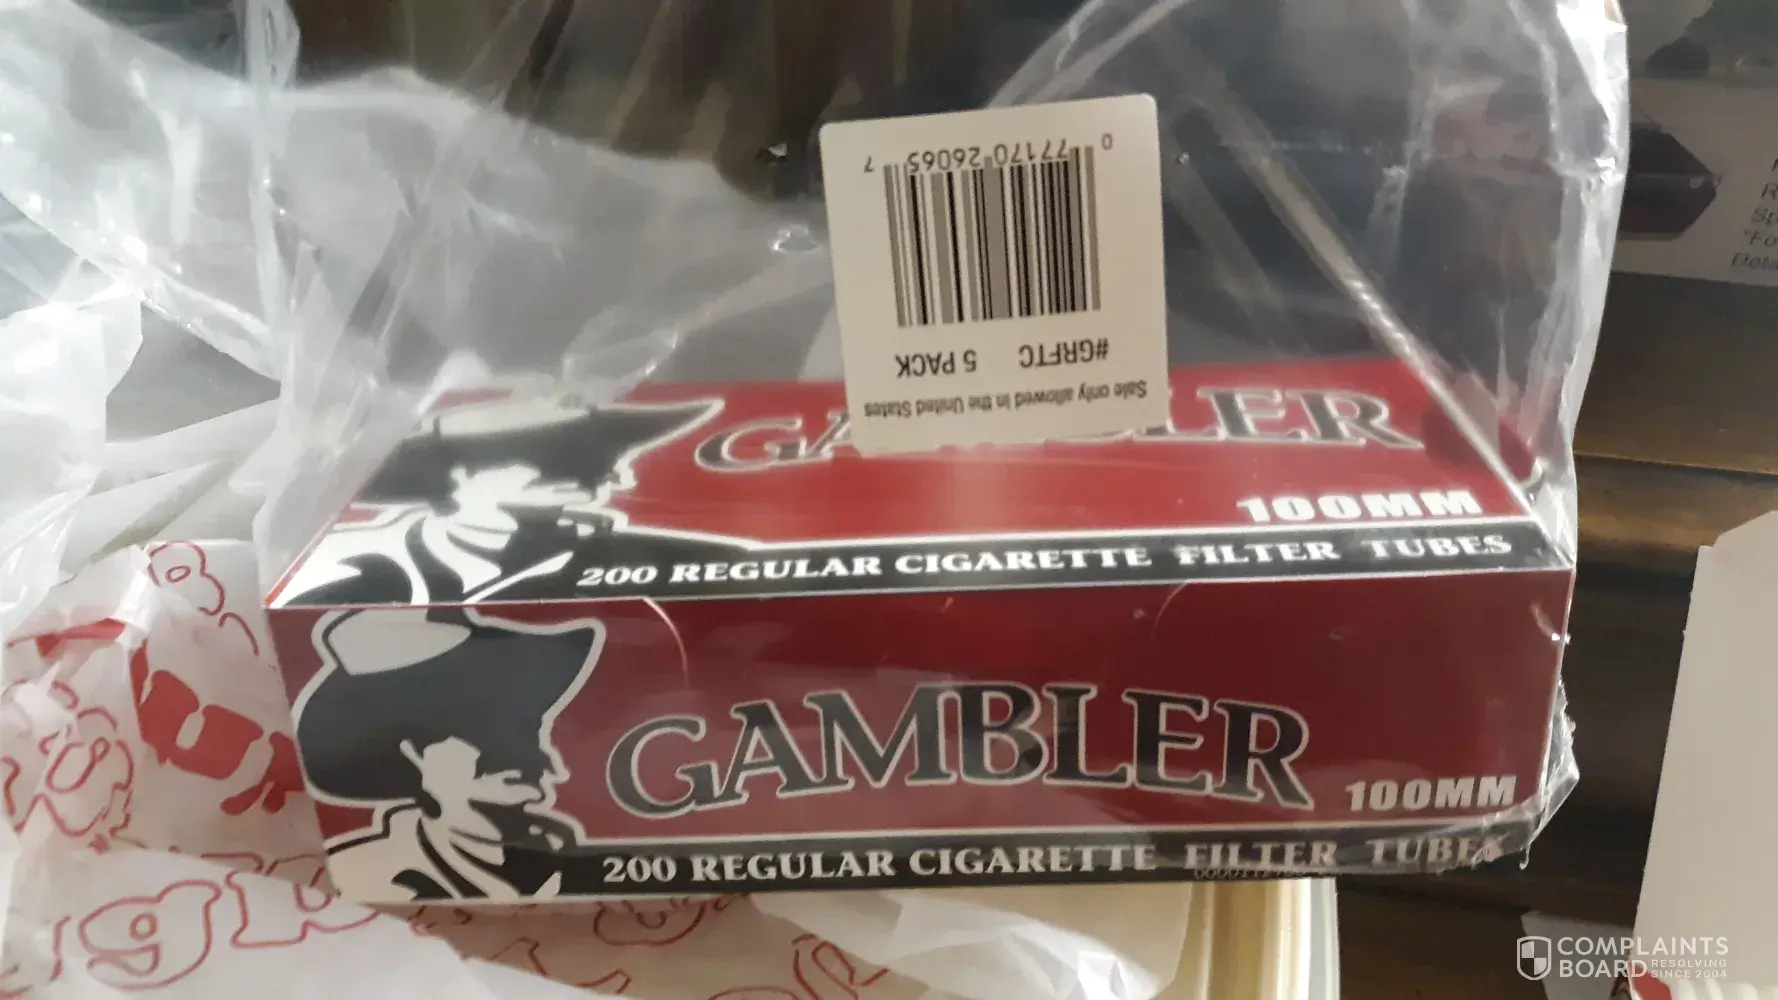 0 77170 26065 7
#GRFTC 5 PACK
Sale only allowed in the United States
GAMBLER
100MM
200 REGULAR CIGARETTE FILTER TUBES
GAMBLER
100MM
200 REGULAR CIGARETTE FILTER TUBES
COMPLAINTS
BOARD RESOLVING
SINCE 2004